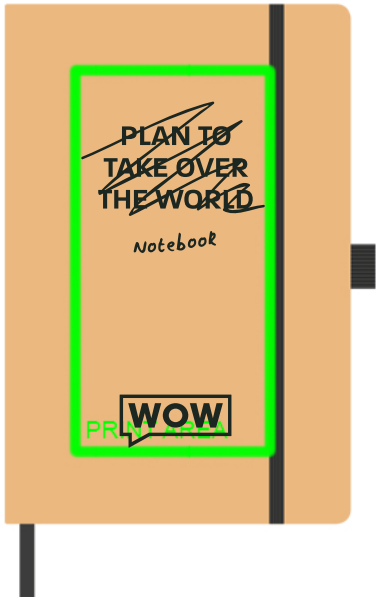 PLAN TO
TAKE OVER
THE WORLD
Notebook
WOW
PRINT AREA